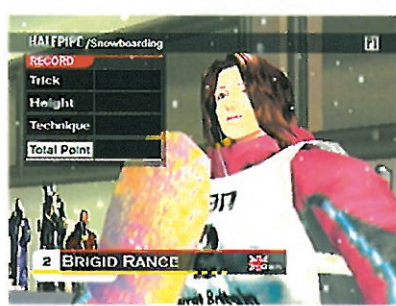 HALFPIPE/Snowboarding
RECORD
Trick
Height
Technique
Total Point
2 BRIGID RANCE